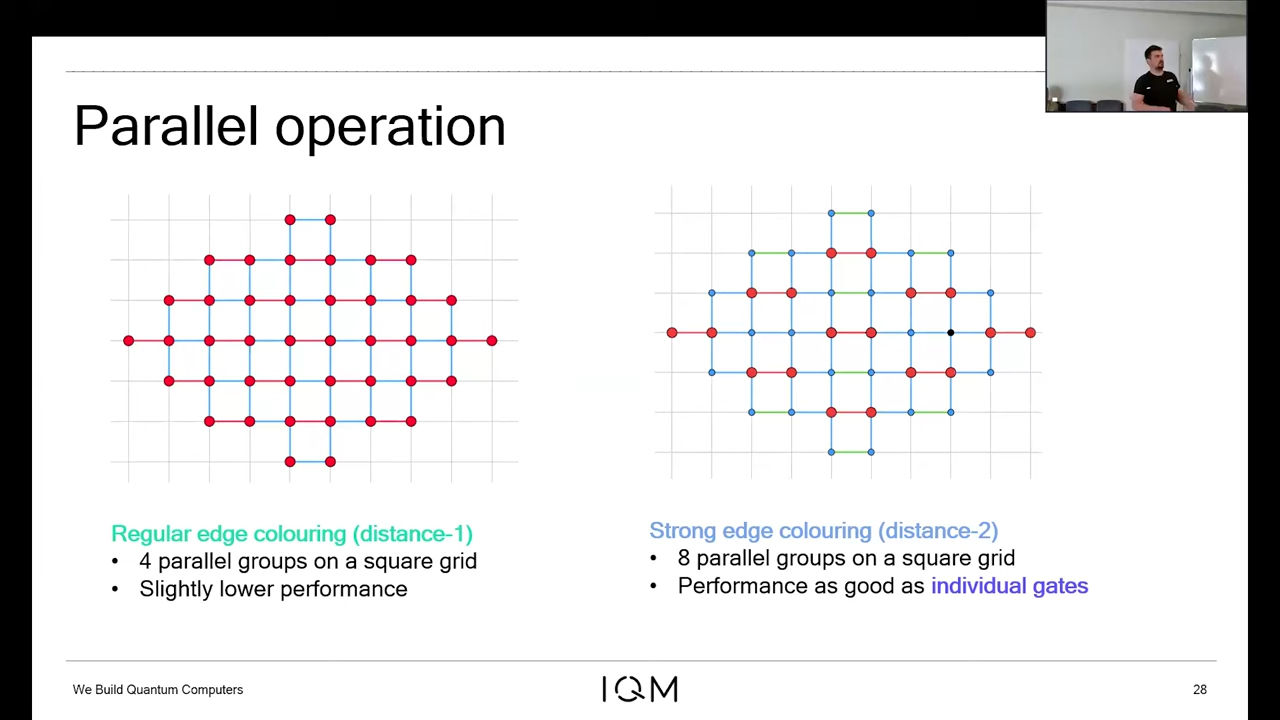 Parallel operation
Regular edge colouring (distance-1)
• 4 parallel groups on a square grid
• Slightly lower performance
Strong edge colouring (distance-2)
• 8 parallel groups on a square grid
• Performance as good as individual gates
We Build Quantum Computers
IQM
28